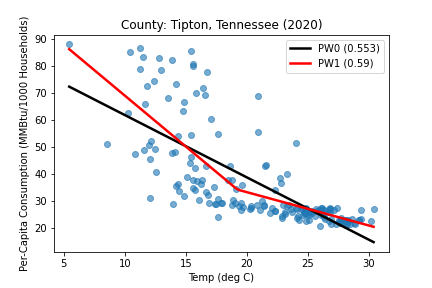 County: Tipton, Tennessee (2020)
PW0 (0.553)
PW1 (0.59)
Per-Capita Consumption (MMBtu/1000 Households)
90
80
70
60
50
40
30
20
5 10 15 20 25 30
Temp (deg C)